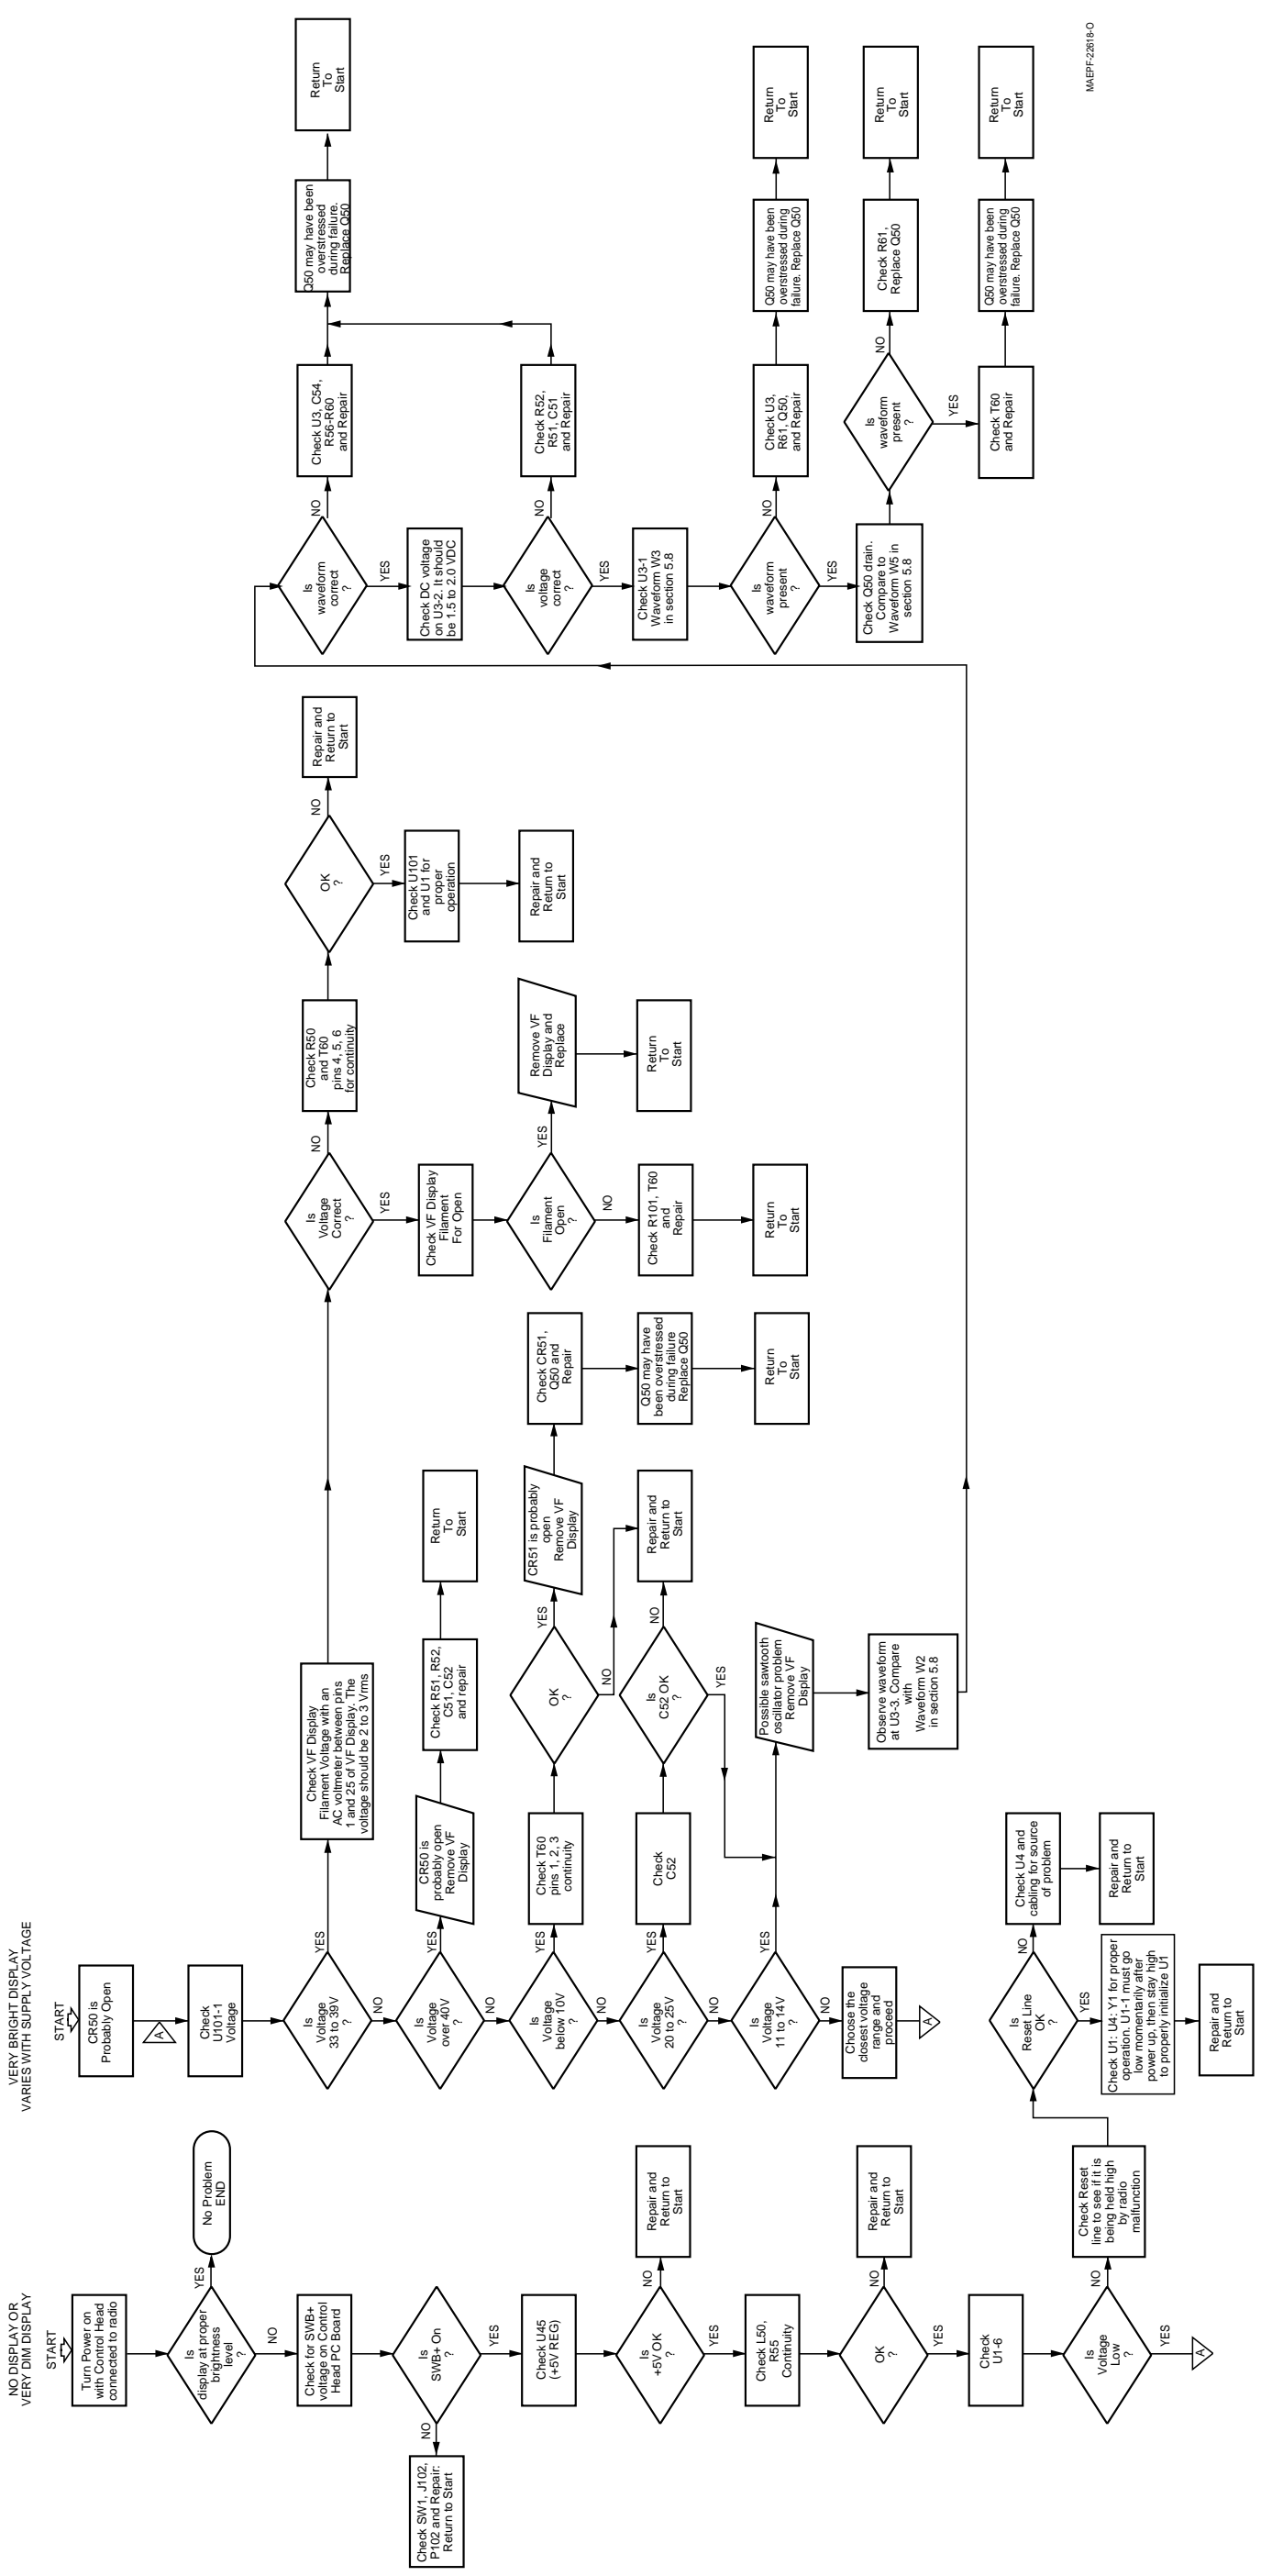 NO DISPLAY OR
VERY DIM DISPLAY
START
Turn Power on
with Control Head
connected to radio
Is
display at proper
brightness
level
?
YES
No Problem
END
NO
Check for SWB+
voltage on Control
Head PC Board
Is
SWB+ On
?
NO
Check SW1, J102,
P102 and Repair:
Return to Start
YES
Check U45
(+5V REG)
Is
+5V OK
?
NO
Repair and
Return to
Start
YES
Check L50,
R55
Continuity
OK
?
NO
Repair and
Return to
Start
YES
Check
U1-6
Is
Voltage
Low
?
YES
A
NO
Check Reset
line to see if it is
being held high
by radio
malfunction
Is
Reset Line
OK
?
NO
Check U4 and
cabling for source
of problem
Repair and
Return to
Start
YES
Check U1: U4: Y1 for proper
operation. U1-1 must go
low momentarily after
power up, then stay high
to properly initialize U1
Repair and
Return to
Start
VERY BRIGHT DISPLAY
VARIES WITH SUPPLY VOLTAGE
START
CR50 is
Probably Open
A
Check
U101-1
Voltage
Is
Voltage
33 to 39V
?
YES
Check VF Display
Filament Voltage with an
AC voltmeter between pins
1 and 25 of VF Display. The
voltage should be 2 to 3 Vrms
Is
Voltage
Correct
?
NO
Check R50
and T60
pins 4, 5, 6
for continuity
OK
?
NO
Repair and
Return to
Start
YES
Check U101
and U1 for
proper
operation
Repair and
Return to
Start
YES
Check VF Display
Filament
For Open
Is
Filament
Open
?
YES
Remove VF
Display and
Replace
Return
To
Start
NO
Check R101, T60
and
Repair
Return
To
Start
NO
Is
Voltage
over 40V
?
YES
CR50 is
probably open
Remove VF
Display
Check R51, R52,
C51, C52
and repair
Return
To
Start
NO
Is
Voltage
below 10V
?
YES
Check T60
pins 1, 2, 3
continuity
OK
?
YES
CR51 is probably
open
Remove VF
Display
Check CR51,
Q50 and
Repair
Q50 may have
been overstressed
during failure
Replace Q50
Return
To
Start
NO
Repair and
Return to
Start
NO
Is
Voltage
20 to 25V
?
YES
Check
C52
Is
C52 OK
?
NO
YES
NO
Is
Voltage
11 to 14V
?
YES
Possible sawtooth
oscillator problem
Remove VF
Display
Observe waveform
at U3-3. Compare
with
Waveform W2
in section 5.8
NO
Choose the
closest voltage
range and
proceed
A
Is
waveform
correct
?
NO
Check U3, C54,
R56-R60
and Repair
Q50 may have been
overstressed
during failure.
Replace Q50
Return
To
Start
YES
Check DC voltage
on U3-2. It should
be 1.5 to 2.0 VDC
Is
voltage
correct
?
NO
Check R52,
R51, C51
and Repair
YES
Check U3-1
Waveform W3
in section 5.8
Is
waveform
present
?
NO
Check U3,
R61, Q50,
and Repair
Q50 may have been
overstressed during
failure. Replace Q50
Return
To
Start
YES
Check Q50 drain.
Compare to
Waveform W5 in
section 5.8
Is
waveform
present
?
NO
Check R61,
Replace Q50
Return
To
Start
YES
Check T60
and Repair
Q50 may have been
overstressed during
failure. Replace Q50
Return
To
Start
MAEPF-22618-O